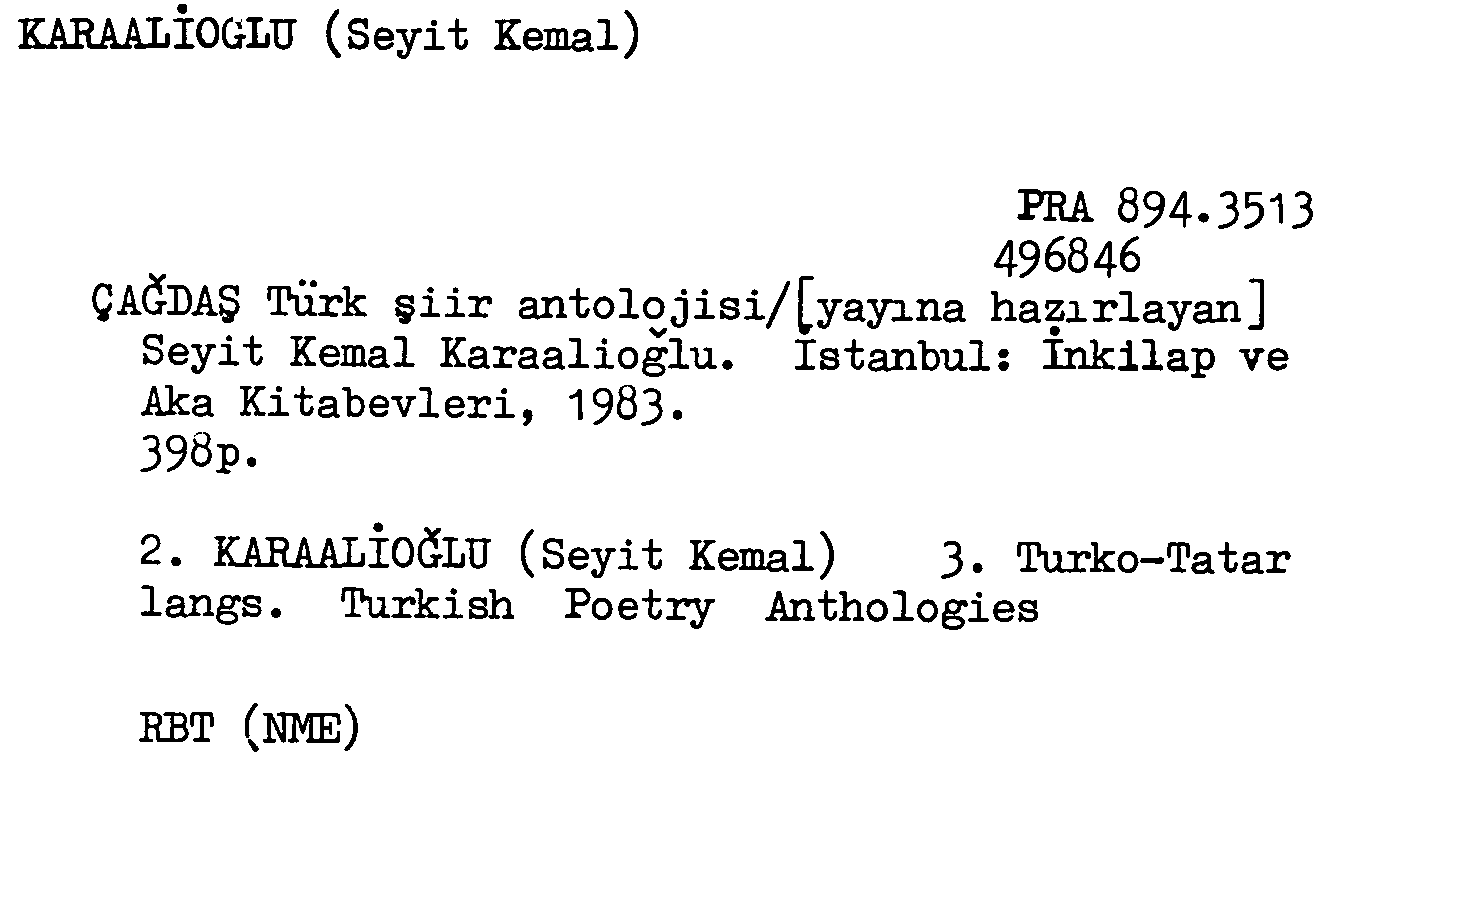 KARAALİOGLU (Seyit Kemal)
PRA 894.3513
496846
ÇAĞDAŞ Türk şiir antolojisi/[yayına hazırlayan]
Seyit Kemal Karaalioğlu. İstanbul: İnkilap ve
Aka Kitabevleri, 1983.
398p.
2. KARAALİOĞLU (Seyit Kemal) 3. Turko-Tatar
langs. Turkish Poetry Anthologies
RBT (NME)